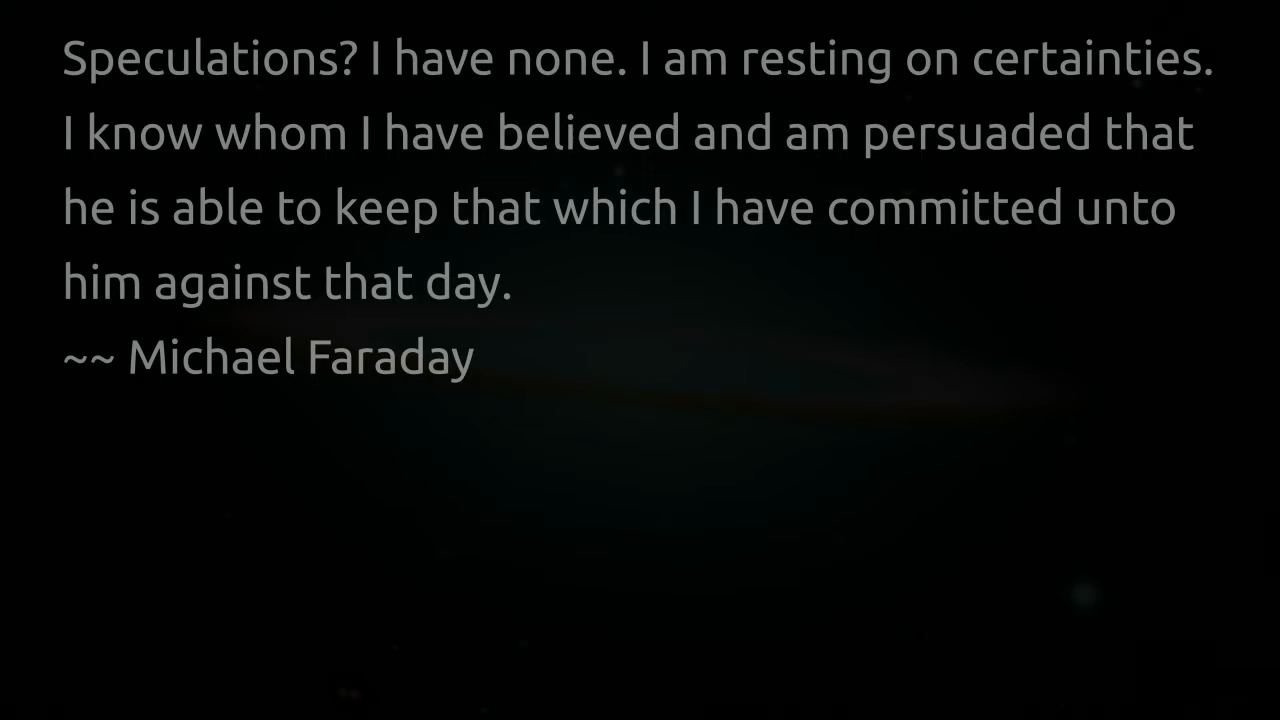 Speculations? I have none. I am resting on certainties.
I know whom I have believed and am persuaded that
he is able to keep that which I have committed unto
him against that day.
~~ Michael Faraday